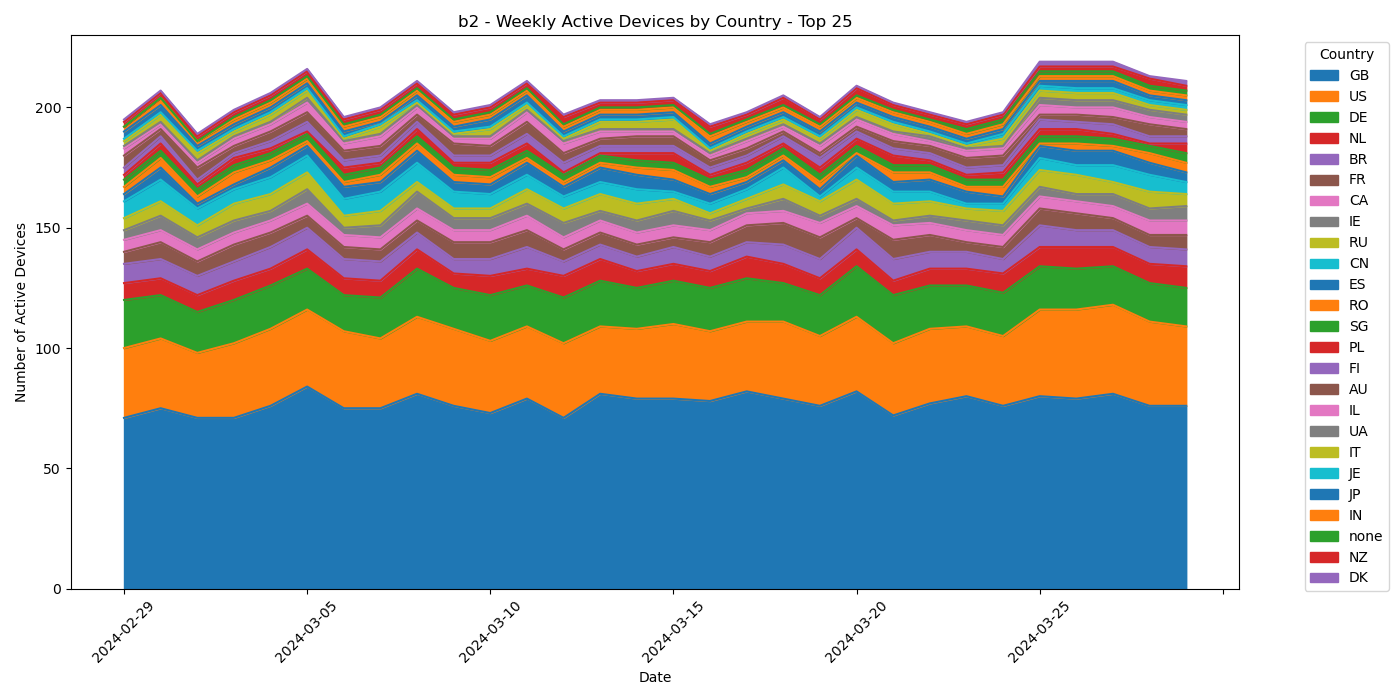 b2 - Weekly Active Devices by Country - Top 25
Number of Active Devices
200
150
100
50
0
2024-02-29
2024-03-05
2024-03-10
2024-03-15
2024-03-20
2024-03-25
Date
Country
GB
US
DE
NL
BR
FR
CA
IE
RU
CN
ES
RO
SG
PL
FI
AU
IL
UA
IT
JE
JP
IN
none
NZ
DK